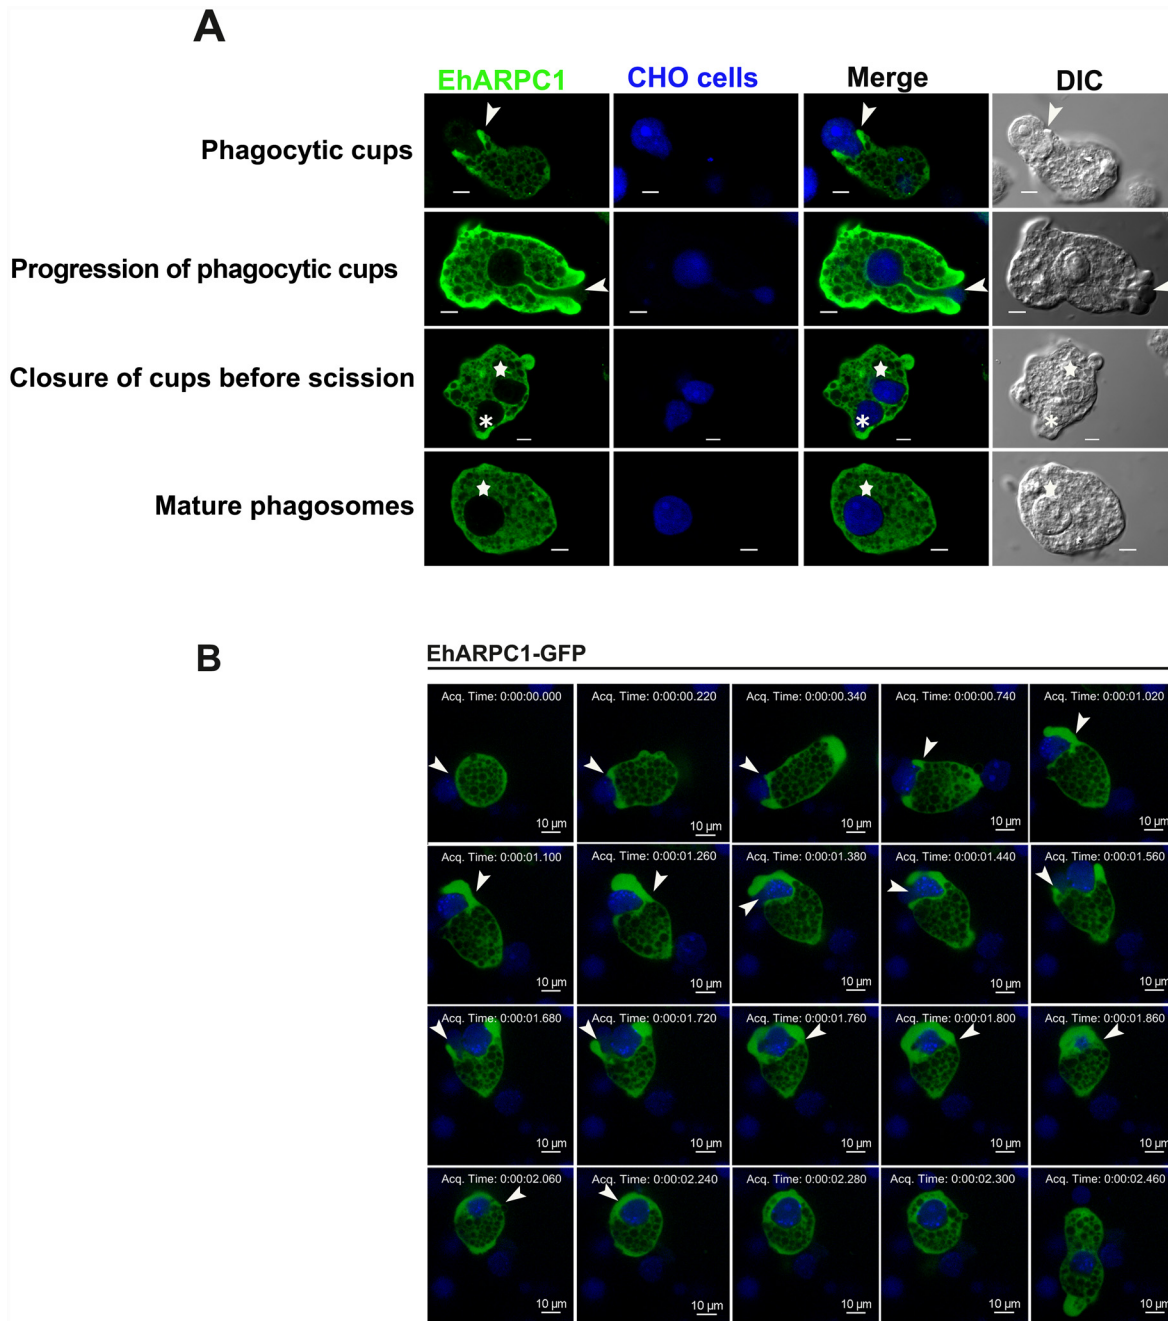 A
EhARPC1 CHO cells Merge DIC
Phagocytic cups
Progression of phagocytic cups
Closure of cups before scission
Mature phagosomes
B
EhARPC1-GFP
Acq. Time: 0:00:00.000 Acq. Time: 0:00:00.220 Acq. Time: 0:00:00.340 Acq. Time: 0:00:00.740 Acq. Time: 0:00:01.020
10 µm 10 µm 10 µm 10 µm 10 µm
Acq. Time: 0:00:01.100 Acq. Time: 0:00:01.260 Acq. Time: 0:00:01.380 Acq. Time: 0:00:01.440 Acq. Time: 0:00:01.560
10 µm 10 µm 10 µm 10 µm 10 µm
Acq. Time: 0:00:01.680 Acq. Time: 0:00:01.720 Acq. Time: 0:00:01.760 Acq. Time: 0:00:01.800 Acq. Time: 0:00:01.860
10 µm 10 µm 10 µm 10 µm 10 µm
Acq. Time: 0:00:02.060 Acq. Time: 0:00:02.240 Acq. Time: 0:00:02.280 Acq. Time: 0:00:02.300 Acq. Time: 0:00:02.460
10 µm 10 µm 10 µm 10 µm 10 µm